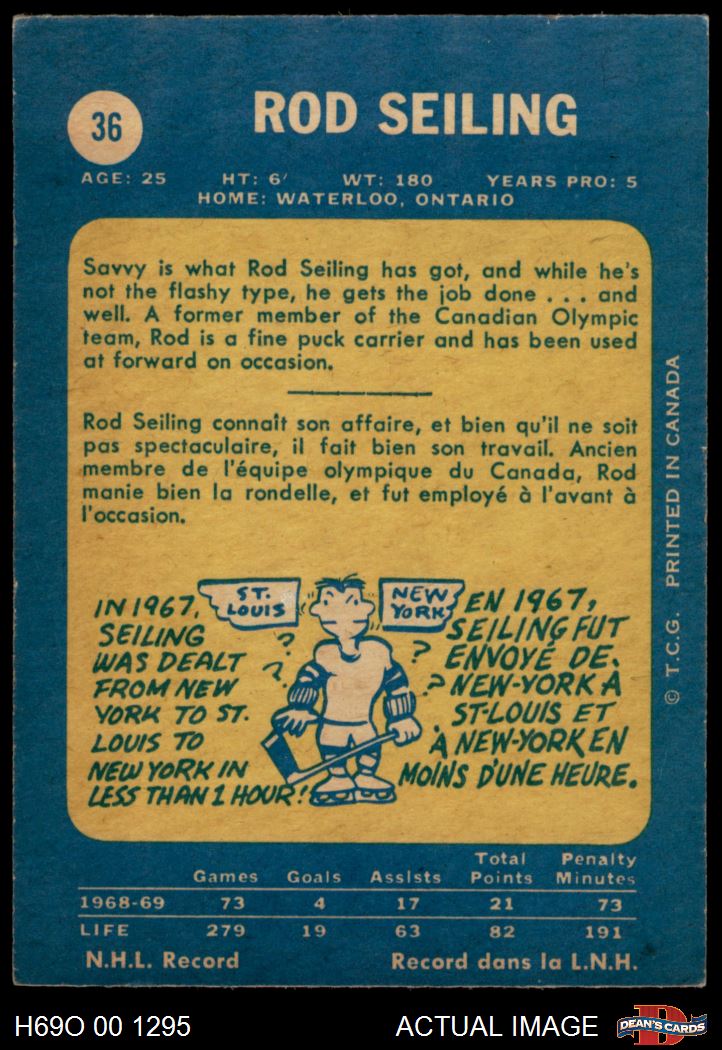 36
ROD SEILING
AGE: 25 HT: 6' WT: 180 YEARS PRO: 5
HOME: WATERLOO, ONTARIO
Savvy is what Rod Seiling has got, and while he's
not the flashy type, he gets the job done . . . and
well. A former member of the Canadian Olympic
team, Rod is a fine puck carrier and has been used
at forward on occasion.
Rod Seiling connaît son affaire, et bien qu'il ne soit
pas spectaculaire, il fait bien son travail. Ancien
membre de l'équipe olympique du Canada, Rod
manie bien la rondelle, et fut employé à l'avant à
l'occasion.
IN 1967,
SEILING
WAS DEALT
FROM NEW
YORK TO ST.
LOUIS TO
NEW YORK IN
LESS THAN 1 HOUR!
ST.
LOUIS
NEW
YORK
? ? ? ?
EN 1967,
SEILING FUT
ENVOYÉ DE
NEW-YORK À
ST-LOUIS ET
À NEW-YORK EN
MOINS D'UNE HEURE.
© T.C.G. PRINTED IN CANADA
Games Goals Assists Total Points Penalty Minutes
1968-69 73 4 17 21 73
LIFE 279 19 63 82 191
N.H.L. Record Record dans la L.N.H.
H69O 00 1295 ACTUAL IMAGE D DEAN'S CARDS